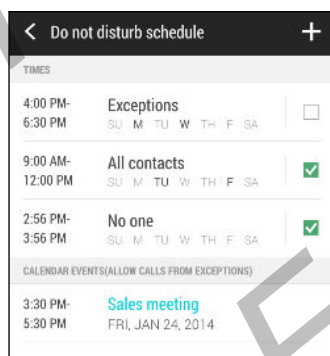 Do not disturb schedule
TIMES
4:00 PM- Exceptions
6:30 PM SU M TU W TH F SA
9:00 AM- All contacts
12:00 PM SU M TU W TH F SA
2:56 PM- No one
3:56 PM SU M TU W TH F SA
CALENDAR EVENTS(ALLOW CALLS FROM EXCEPTIONS)
3:30 PM- Sales meeting
5:30 PM FRI, JAN 24, 2014